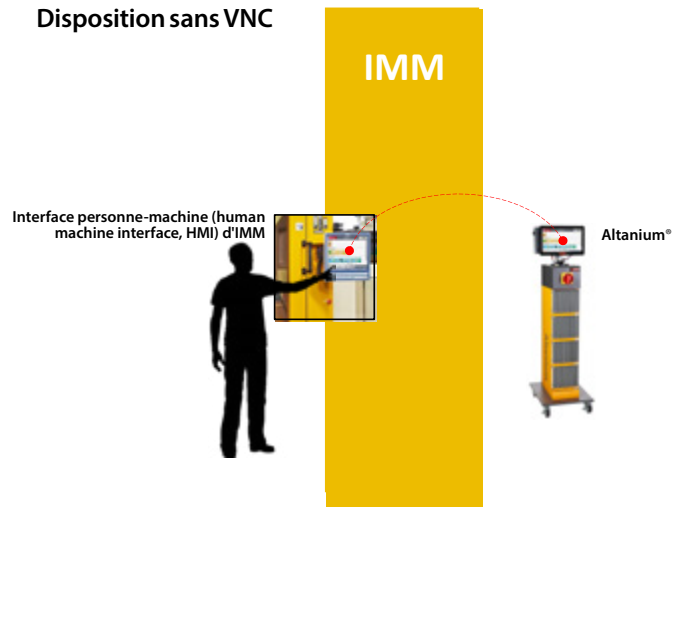 Disposition sans VNC
IMM
Interface personne-machine (human
machine interface, HMI) d'IMM
Altanium®